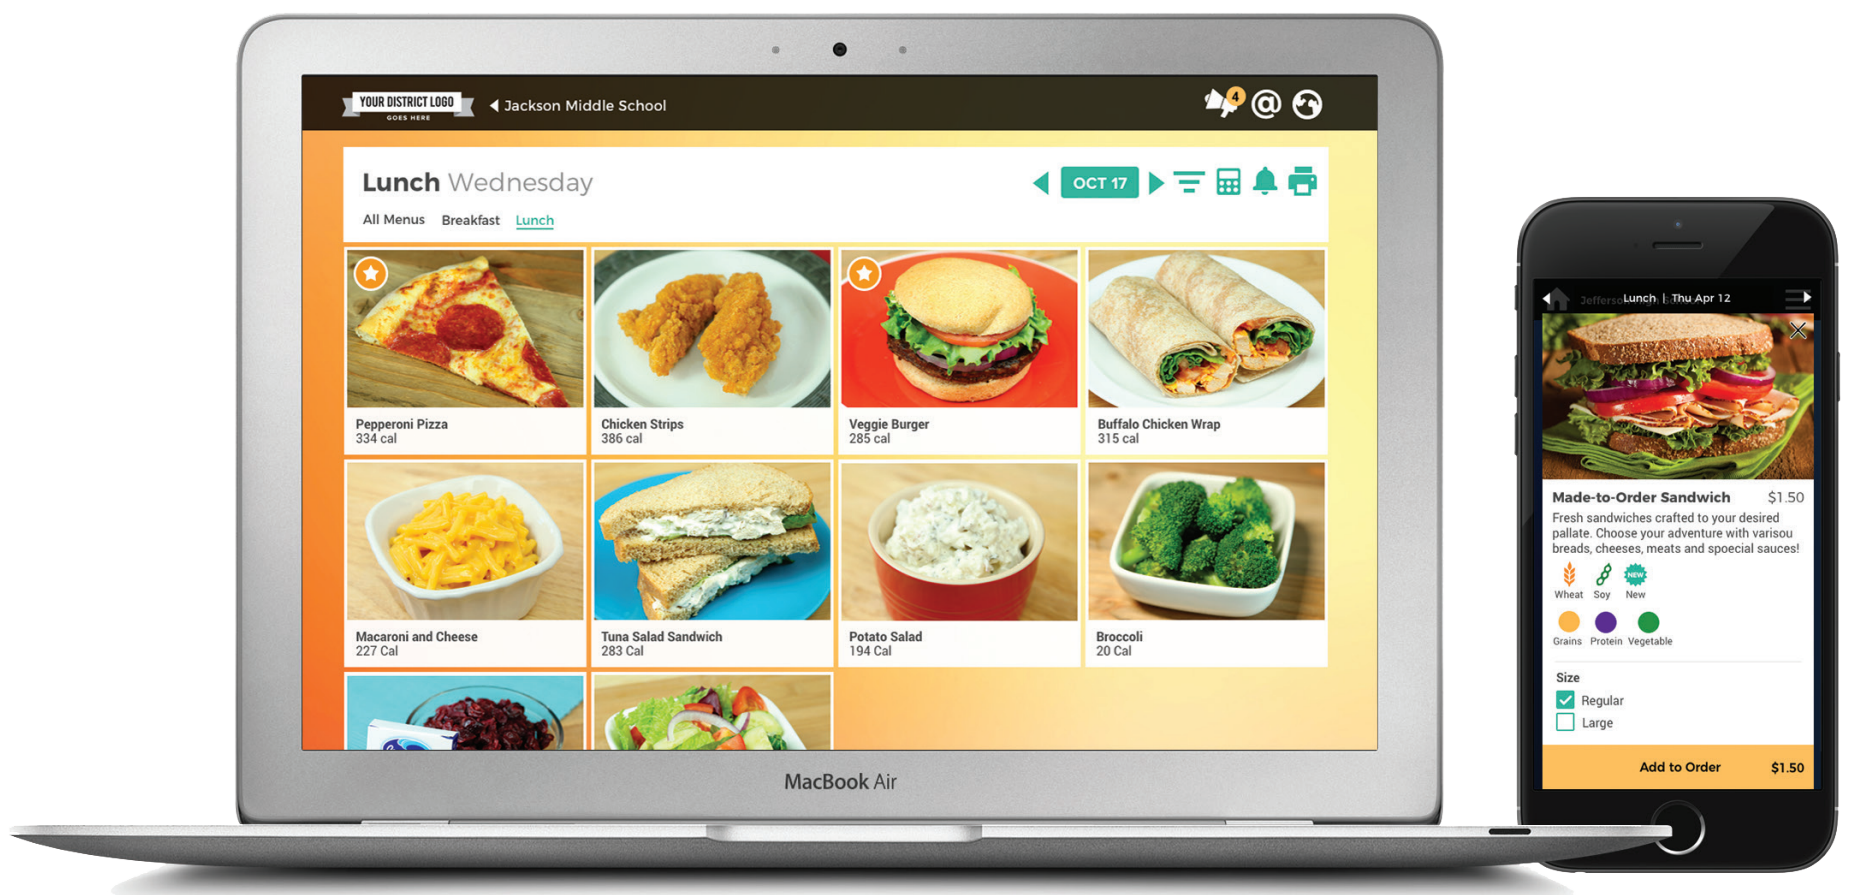 YOUR DISTRICT LOGO
GOES HERE
Jackson Middle School
4
@
Lunch Wednesday
OCT 17
All Menus Breakfast Lunch
Pepperoni Pizza
334 cal
Chicken Strips
386 cal
Veggie Burger
285 cal
Buffalo Chicken Wrap
315 cal
Macaroni and Cheese
227 Cal
Tuna Salad Sandwich
283 Cal
Potato Salad
194 Cal
Broccoli
20 Cal
MacBook Air
Lunch | Thu Apr 12
Made-to-Order Sandwich $1.50
Fresh sandwiches crafted to your desired
pallate. Choose your adventure with varisou
breads, cheeses, meats and spoecial sauces!
NEW
Wheat Soy New
Grains Protein Vegetable
Size
Regular
Large
Add to Order $1.50